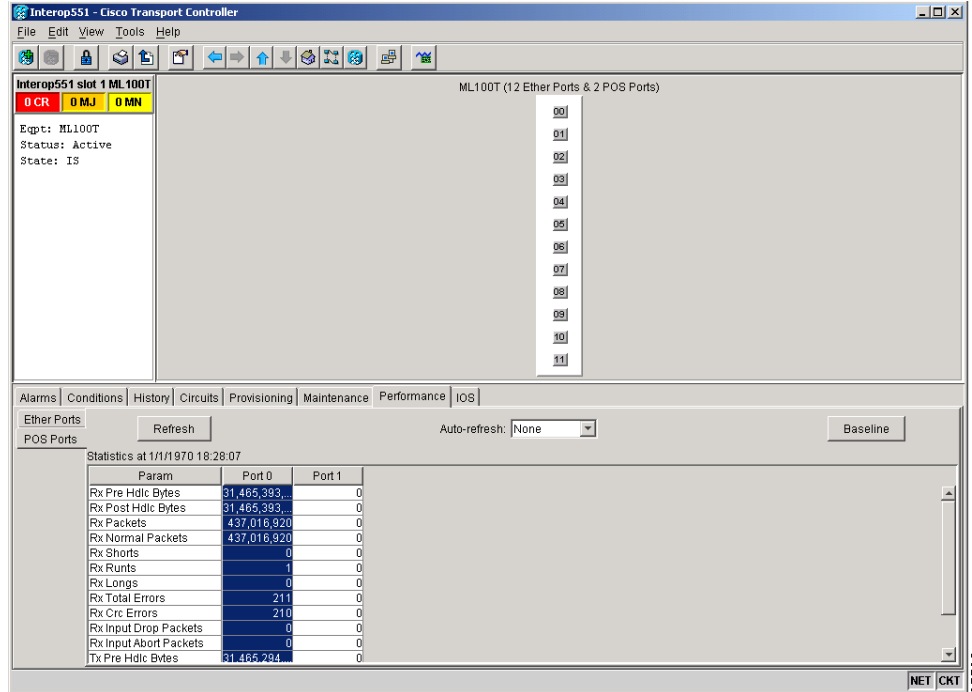 Interop551 - Cisco Transport Controller
File Edit View Tools Help
Interop551 slot 1 ML100T
0 CR 0 MJ 0 MN
Eqpt: ML100T
Status: Active
State: IS
ML100T (12 Ether Ports & 2 POS Ports)
00
01
02
03
04
05
06
07
08
09
10
11
Alarms Conditions History Circuits Provisioning Maintenance Performance IOS
Ether Ports
POS Ports
Refresh Auto-refresh: None Baseline
Statistics at 1/1/1970 18:28:07
Param Port 0 Port 1
Rx Pre Hdlc Bytes 31,465,393,... 0
Rx Post Hdlc Bytes 31,465,393,... 0
Rx Packets 437,016,920 0
Rx Normal Packets 437,016,920 0
Rx Shorts 0 0
Rx Runts 1 0
Rx Longs 0 0
Rx Total Errors 211 0
Rx Crc Errors 210 0
Rx Input Drop Packets 0 0
Rx Input Abort Packets 0 0
Tx Pre Hdlc Bytes 31,465,294,... 0
NET CKT